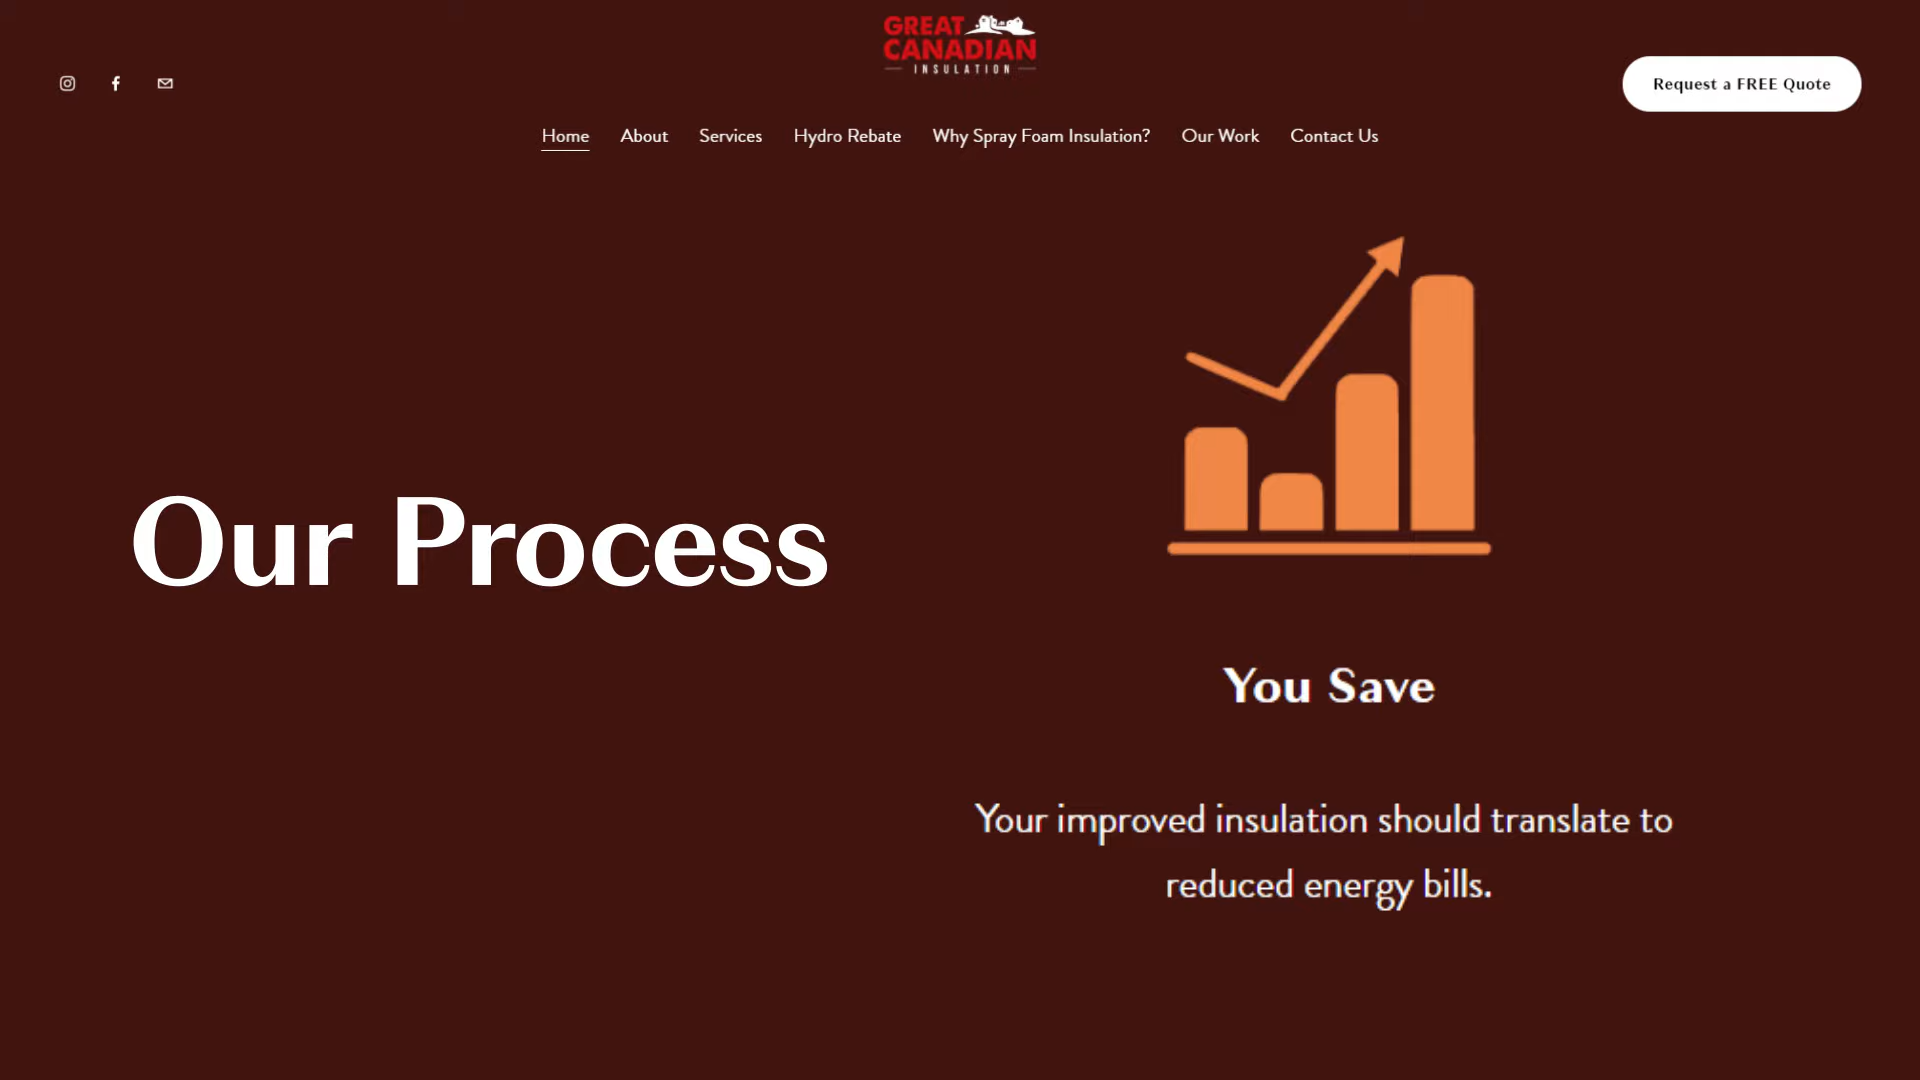 GREAT
CANADIAN
INSULATION
Request a FREE Quote
Home About Services Hydro Rebate Why Spray Foam Insulation? Our Work Contact Us
Our Process
You Save
Your improved insulation should translate to
reduced energy bills.